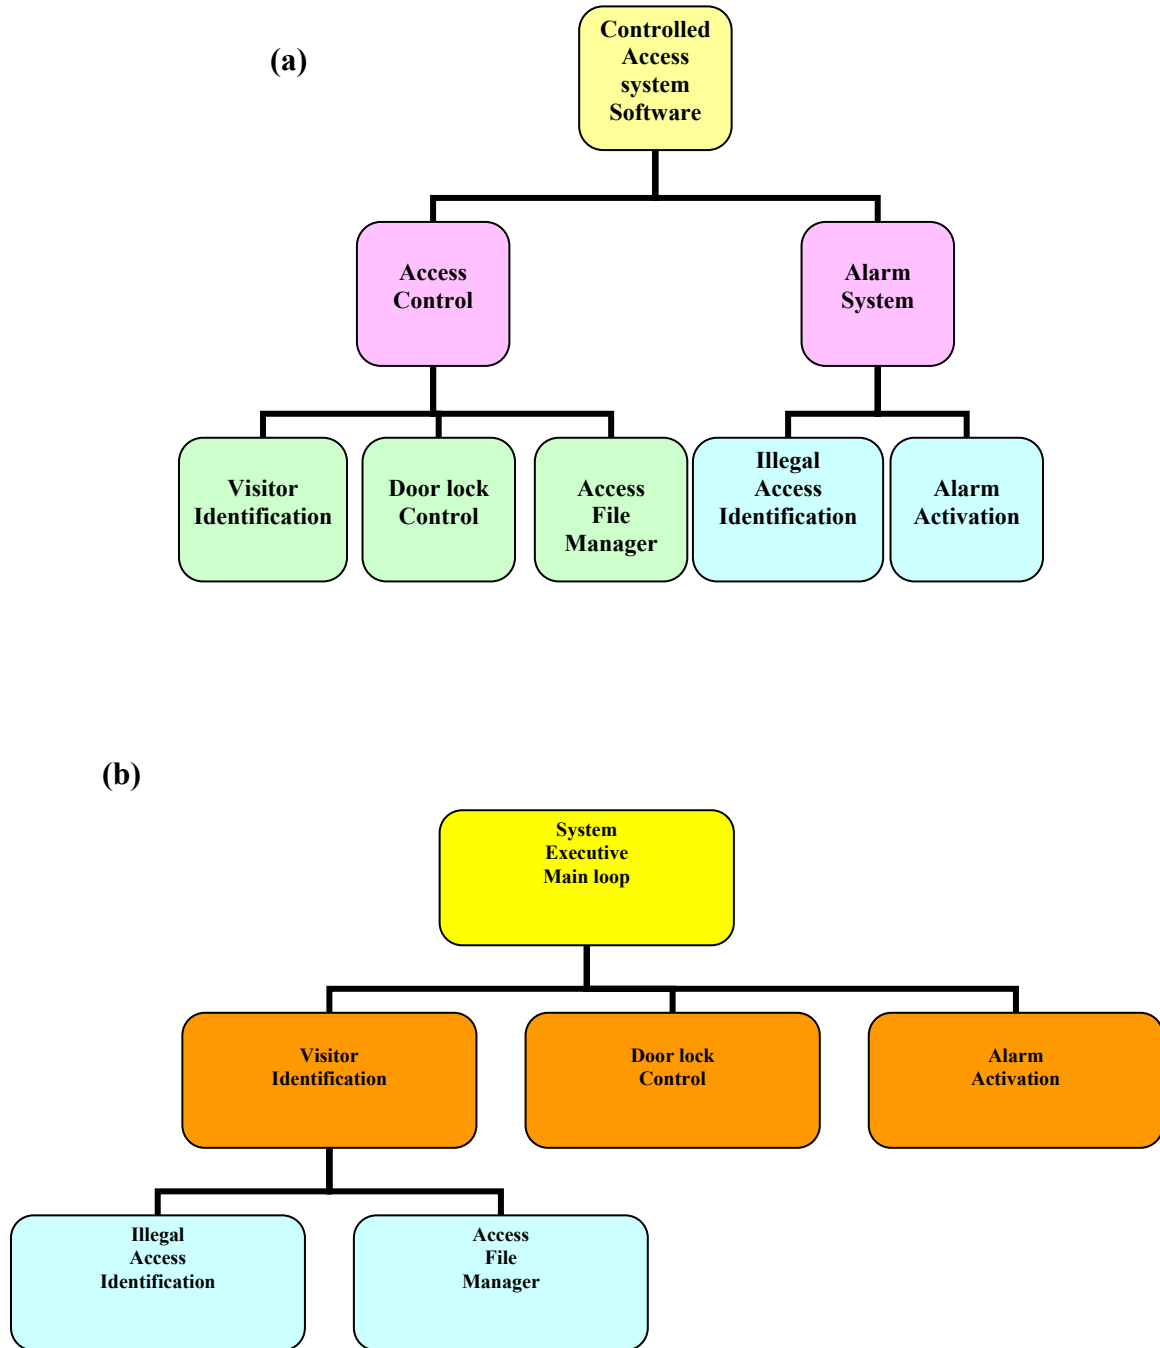 (a)
Controlled
Access
system
Software
Access
Control
Alarm
System
Visitor
Identification
Door lock
Control
Access
File
Manager
Illegal
Access
Identification
Alarm
Activation
(b)
System
Executive
Main loop
Visitor
Identification
Door lock
Control
Alarm
Activation
Illegal
Access
Identification
Access
File
Manager